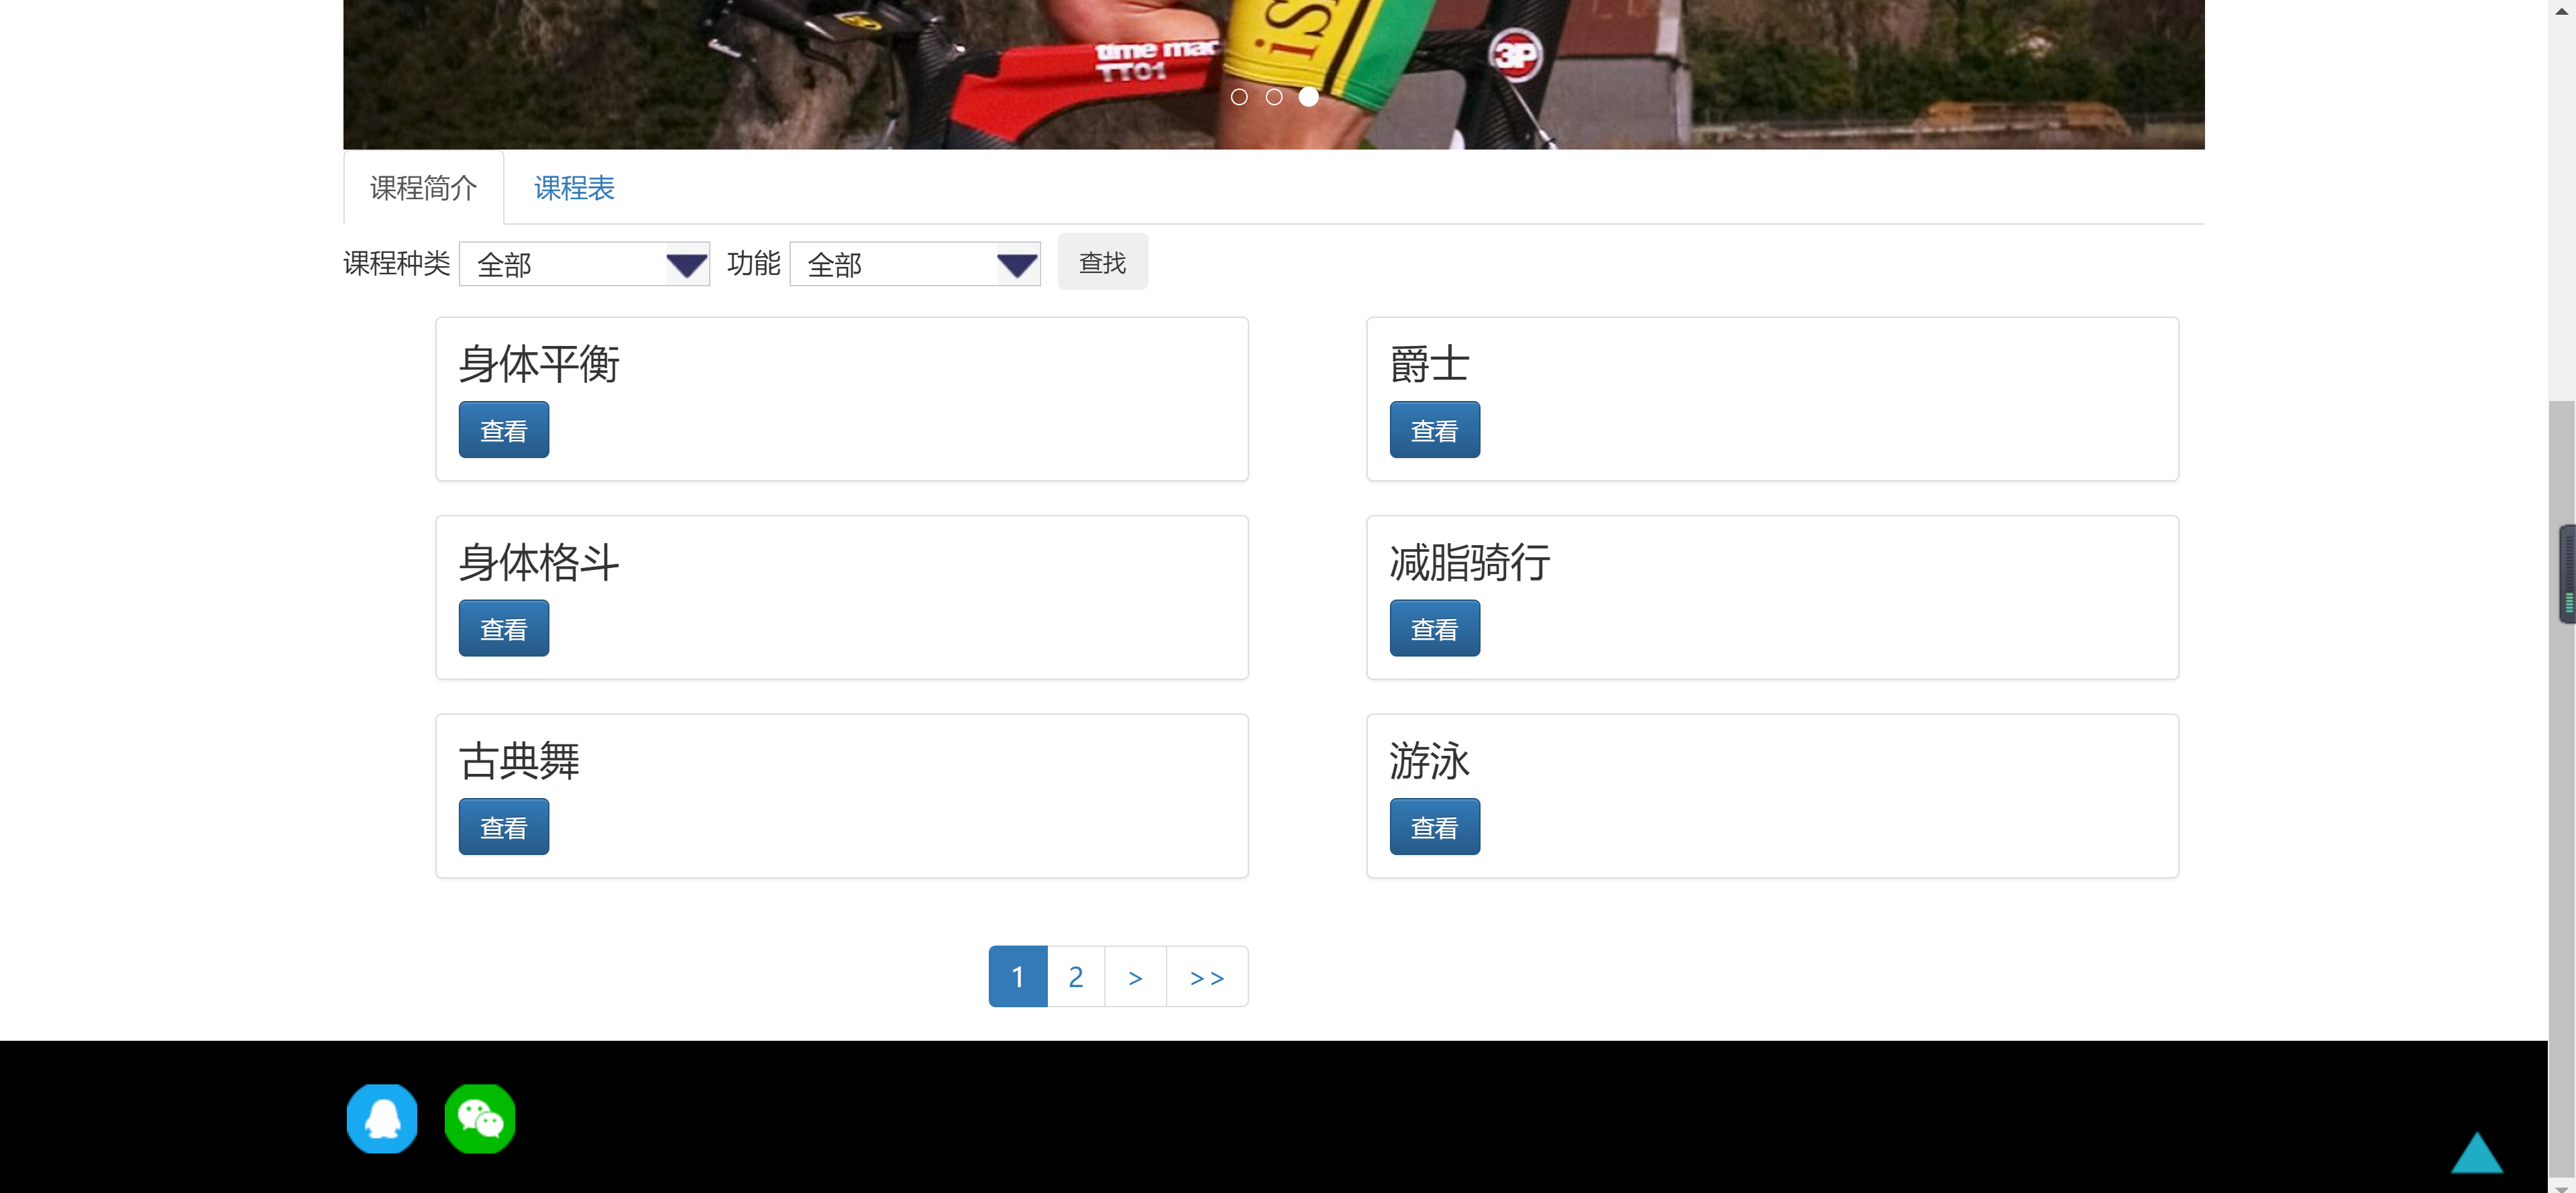 time mac
TT01
iS
3P
课程简介 课程表
课程种类 全部 功能 全部 查找
身体平衡
查看
爵士
查看
身体格斗
查看
减脂骑行
查看
古典舞
查看
游泳
查看
1 2 > >>